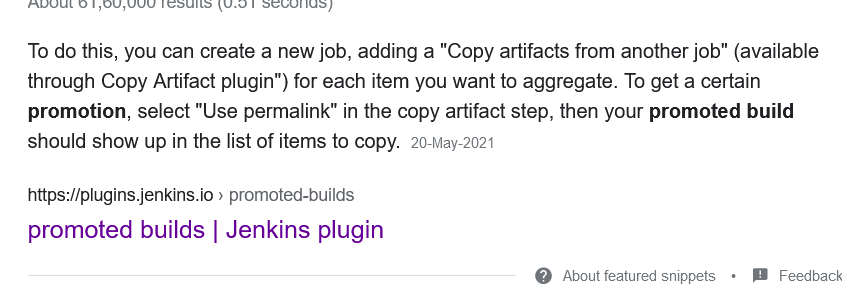 About 61,60,000 results (0.51 seconds)
To do this, you can create a new job, adding a "Copy artifacts from another job" (available
through Copy Artifact plugin") for each item you want to aggregate. To get a certain
promotion, select "Use permalink" in the copy artifact step, then your promoted build
should show up in the list of items to copy. 20-May-2021
https://plugins.jenkins.io › promoted-builds
promoted builds | Jenkins plugin
About featured snippets • Feedback